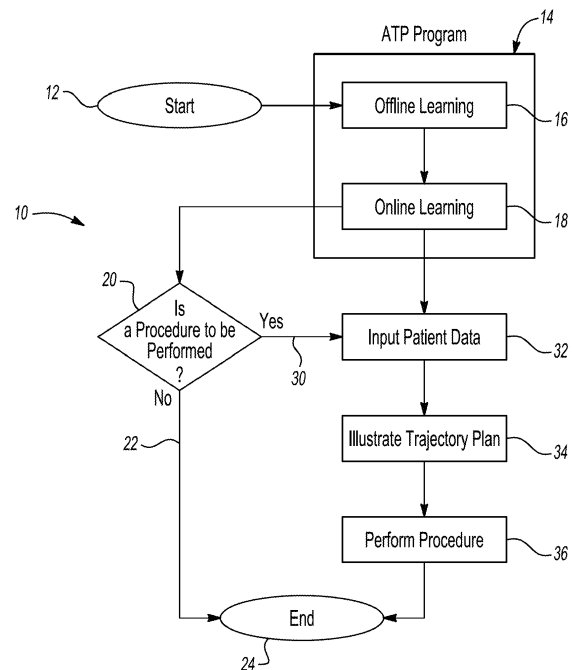 ATP Program
14
12
Start
Offline Learning
16
10
Online Learning
18
20
Is
a Procedure to be
Performed
?
Yes
30
Input Patient Data
32
No
22
Illustrate Trajectory Plan
34
Perform Procedure
36
End
24